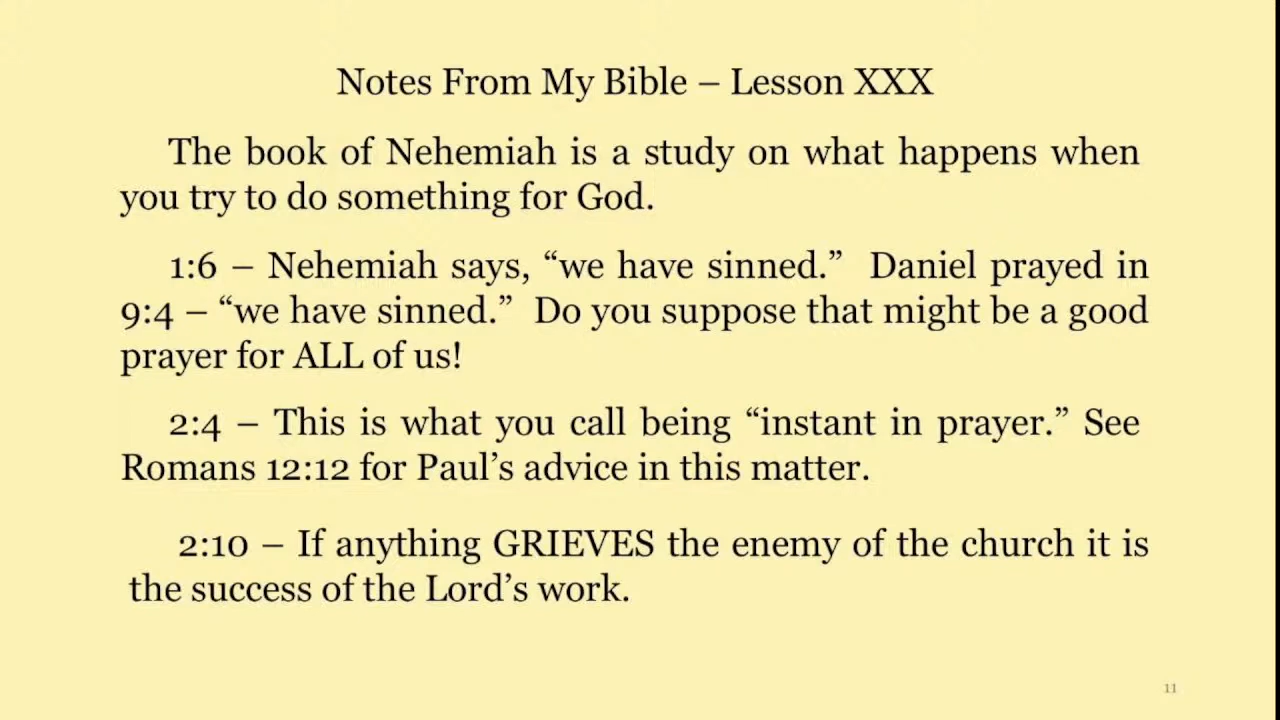 Notes From My Bible – Lesson XXX
The book of Nehemiah is a study on what happens when
you try to do something for God.
1:6 – Nehemiah says, “we have sinned.”  Daniel prayed in
9:4 – “we have sinned.”  Do you suppose that might be a good
prayer for ALL of us!
2:4 – This is what you call being “instant in prayer.” See
Romans 12:12 for Paul’s advice in this matter.
2:10 – If anything GRIEVES the enemy of the church it is
the success of the Lord’s work.
11